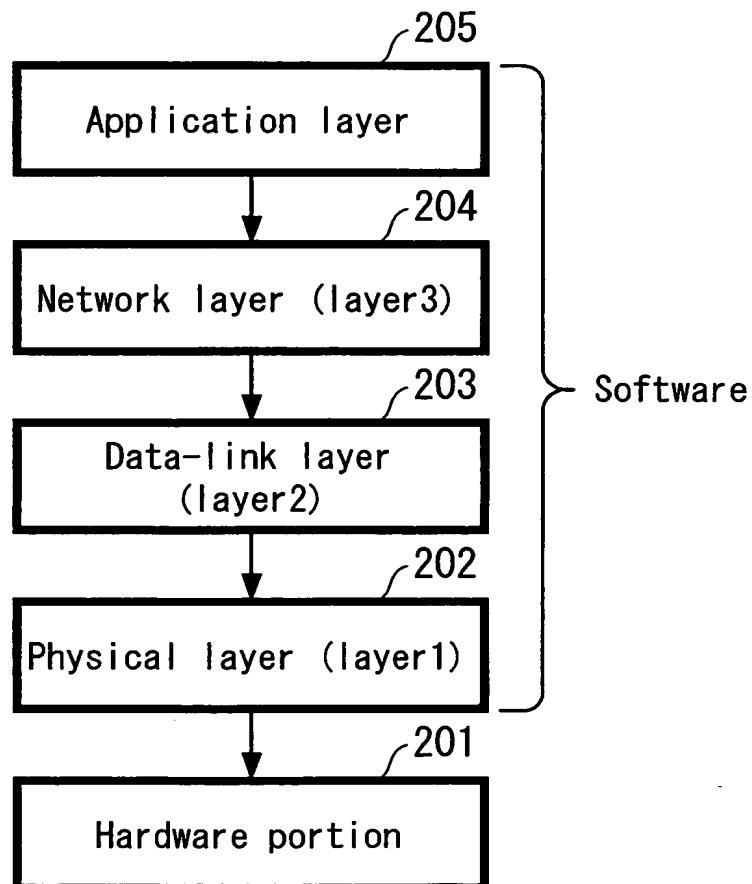 205
Application layer
204
Network layer (layer3)
203
Data-link layer
(layer2)
Software
202
Physical layer (layer1)
201
Hardware portion